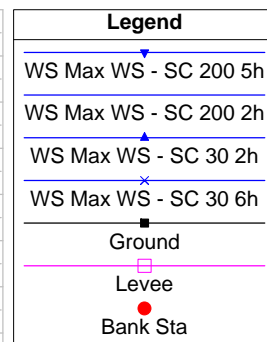 Legend
WS Max WS - SC 200 5h
WS Max WS - SC 200 2h
WS Max WS - SC 30 2h
WS Max WS - SC 30 6h
Ground
Levee
Bank Sta